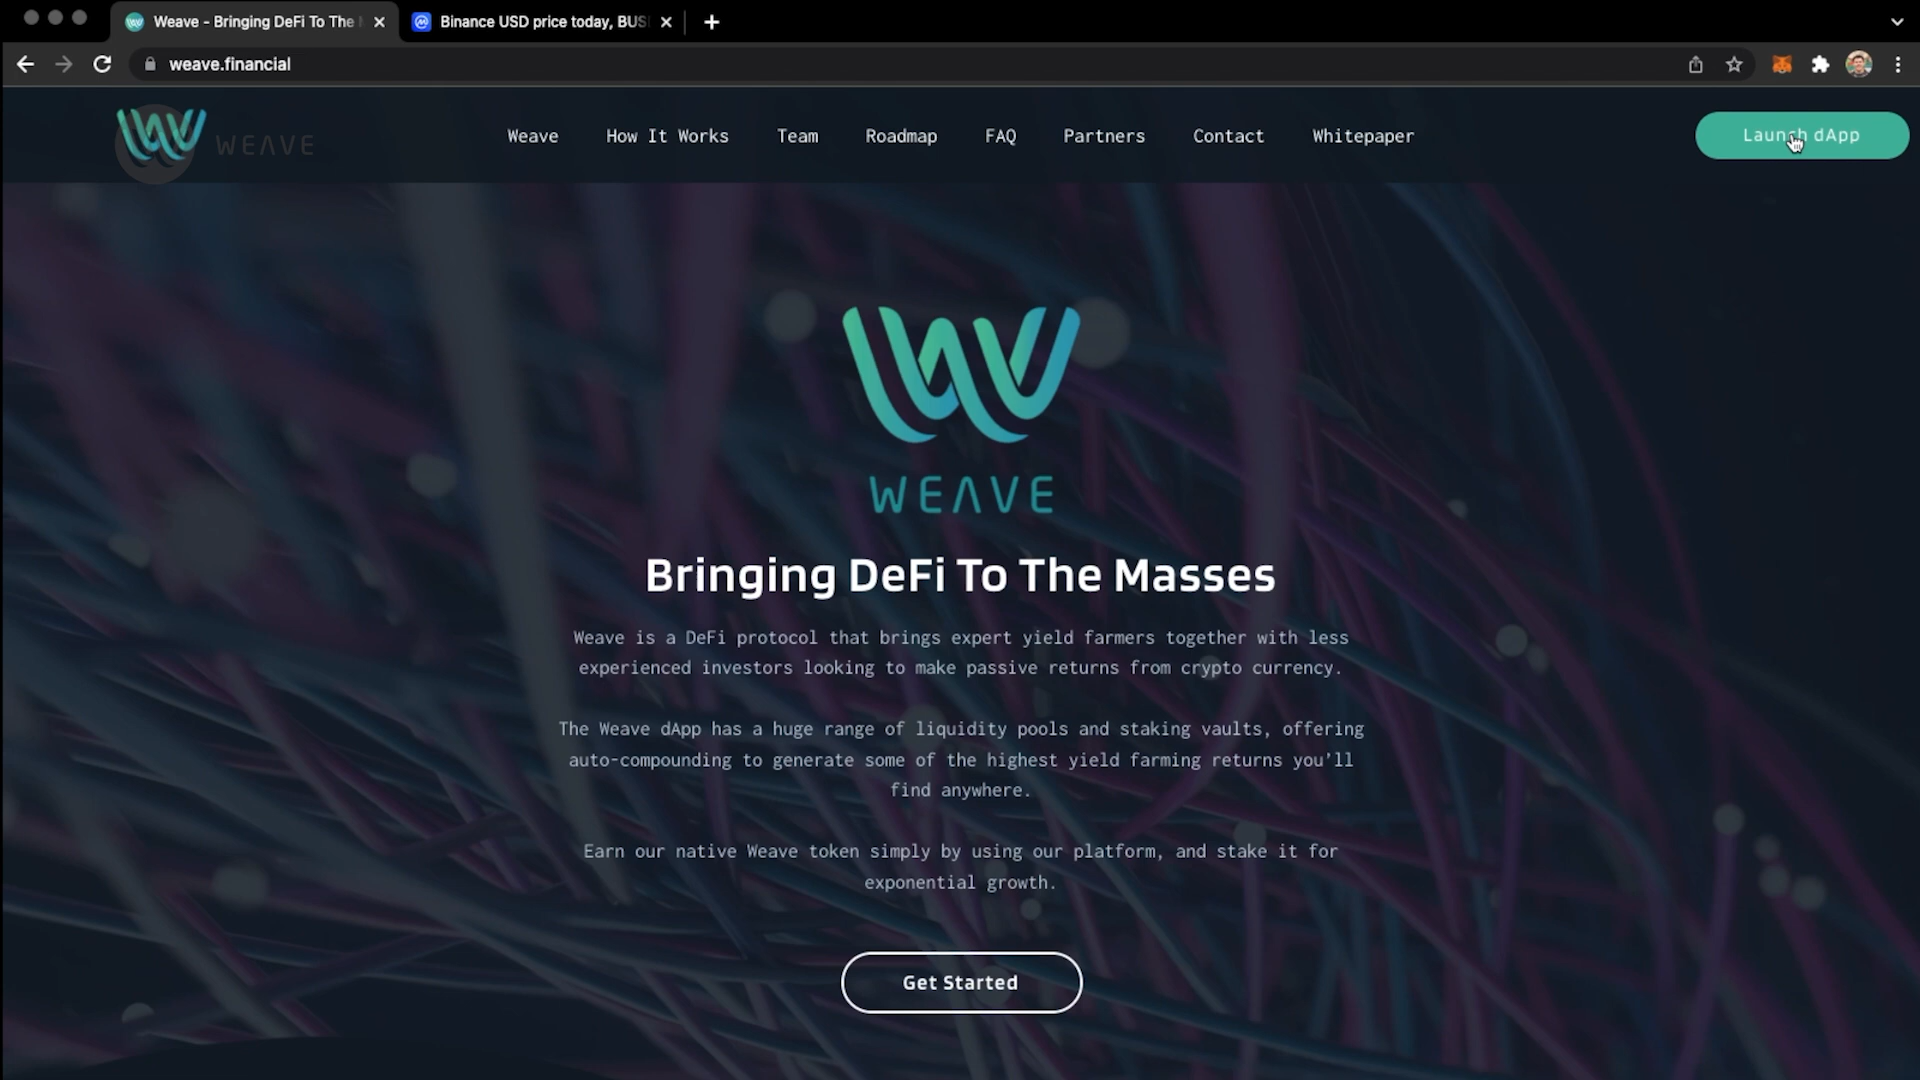 Weave - Bringing DeFi To The
Binance USD price today, BUS
weave.financial
WEAVE
Weave
How It Works
Team
Roadmap
FAQ
Partners
Contact
Whitepaper
Launch dApp
WEAVE
Bringing DeFi To The Masses
Weave is a DeFi protocol that brings expert yield farmers together with less
experienced investors looking to make passive returns from crypto currency.
The Weave dApp has a huge range of liquidity pools and staking vaults, offering
auto-compounding to generate some of the highest yield farming returns you'll
find anywhere.
Earn our native Weave token simply by using our platform, and stake it for
exponential growth.
Get Started